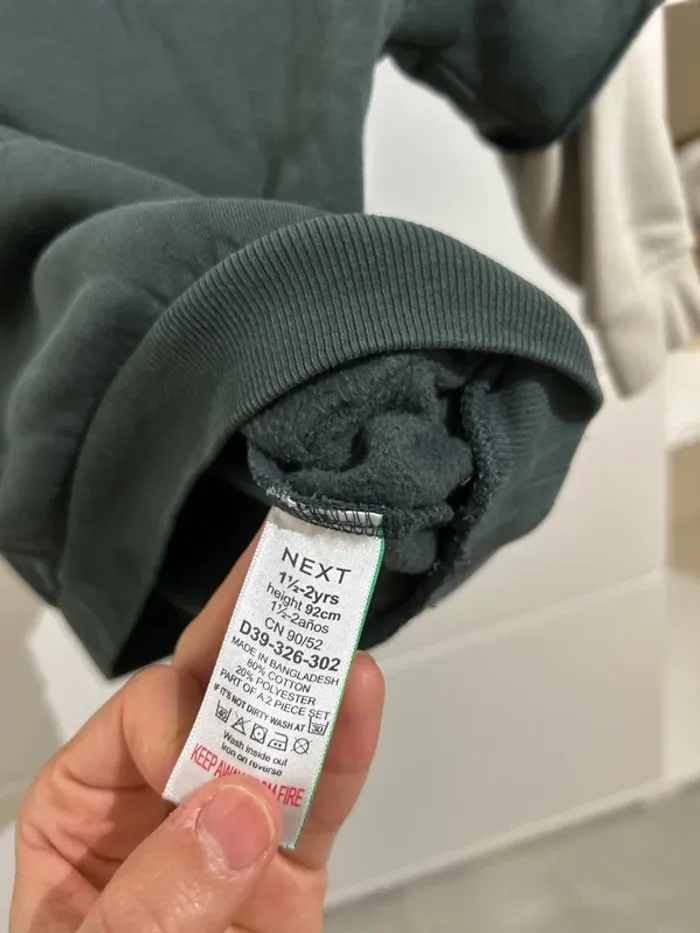 NEXT
1½-2yrs
height 92cm
1½-2años
CN 90/52
D39-326-302
MADE IN BANGLADESH
80% COTTON
20% POLYESTER
PART OF A 2 PIECE SET
IF IT'S NOT DIRTY WASH AT 30
40
Wash inside out
Iron on reverse
KEEP AWAY FROM FIRE